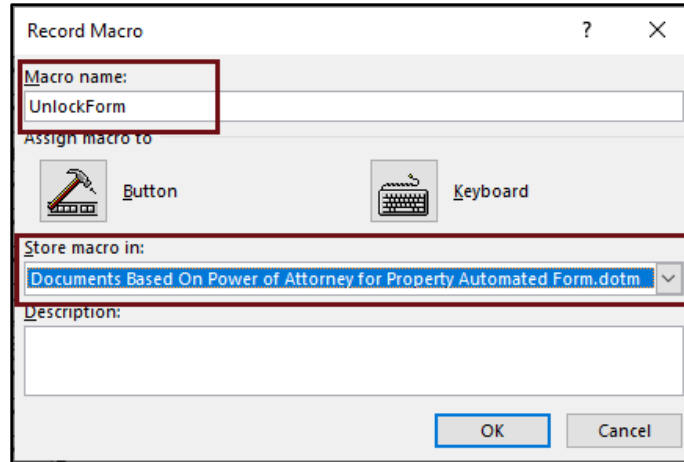 Record Macro ?
Macro name:
UnlockForm
Assign macro to
Button Keyboard
Store macro in:
Documents Based On Power of Attorney for Property Automated Form.dotm
Description:
OK Cancel